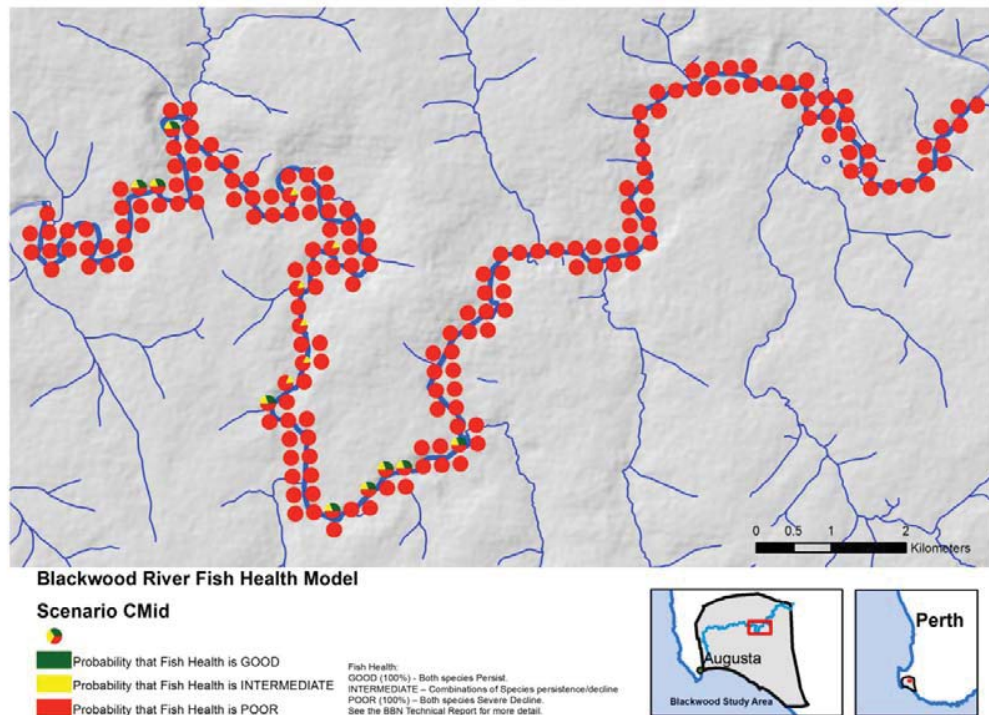 0 0.5 1 2
Kilometers
Blackwood River Fish Health Model
Scenario CMid
Probability that Fish Health is GOOD
Probability that Fish Health is INTERMEDIATE
Probability that Fish Health is POOR
Fish Health:
GOOD (100%) - Both species Persist.
INTERMEDIATE – Combinations of Species persistence/decline
POOR (100%) – Both species Severe Decline.
See the BBN Technical Report for more detail.
Augusta
Blackwood Study Area
Perth